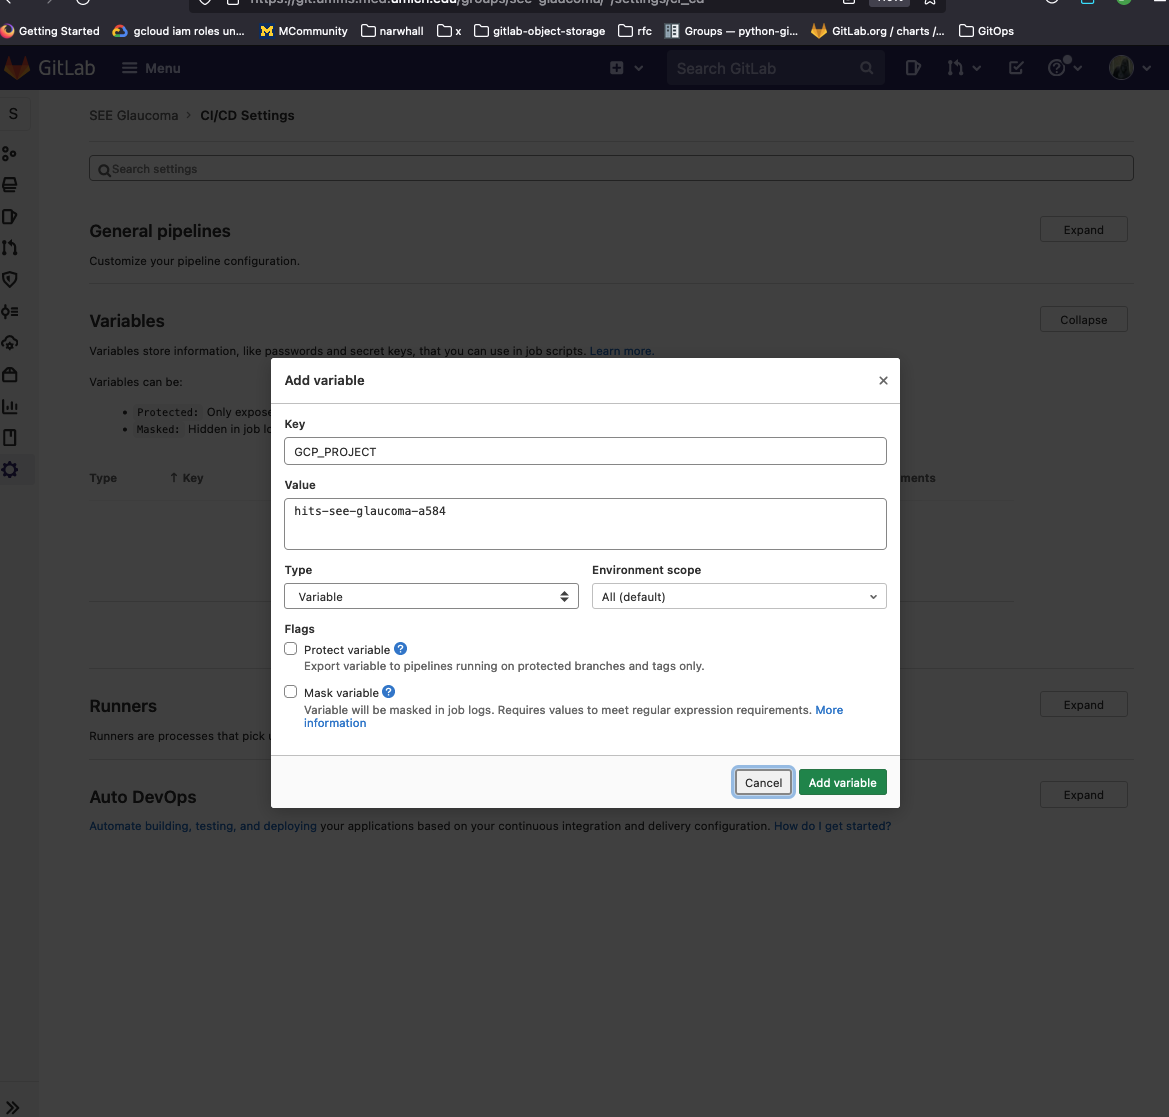 Getting Started
gcloud iam roles un...
MCommunity
narwhall
x
gitlab-object-storage
rfc
Groups — python-gi...
GitLab.org / charts /...
GitOps
GitLab
Menu
Search GitLab
S
SEE Glaucoma › CI/CD Settings
Search settings
General pipelines
Expand
Customize your pipeline configuration.
Variables
Collapse
Variables store information, like passwords and secret keys, that you can use in job scripts. Learn more.
Variables can be:
• Protected: Only expose
• Masked: Hidden in job
Type
↑ Key
Add variable
Key
GCP_PROJECT
Value
hits-see-glaucoma-a584
Type
Environment scope
Variable
All (default)
Flags
Protect variable
Export variable to pipelines running on protected branches and tags only.
Mask variable
Variable will be masked in job logs. Requires values to meet regular expression requirements. More
information
Cancel
Add variable
Runners
Expand
Runners are processes that pick
Auto DevOps
Expand
Automate building, testing, and deploying your applications based on your continuous integration and delivery configuration. How do I get started?